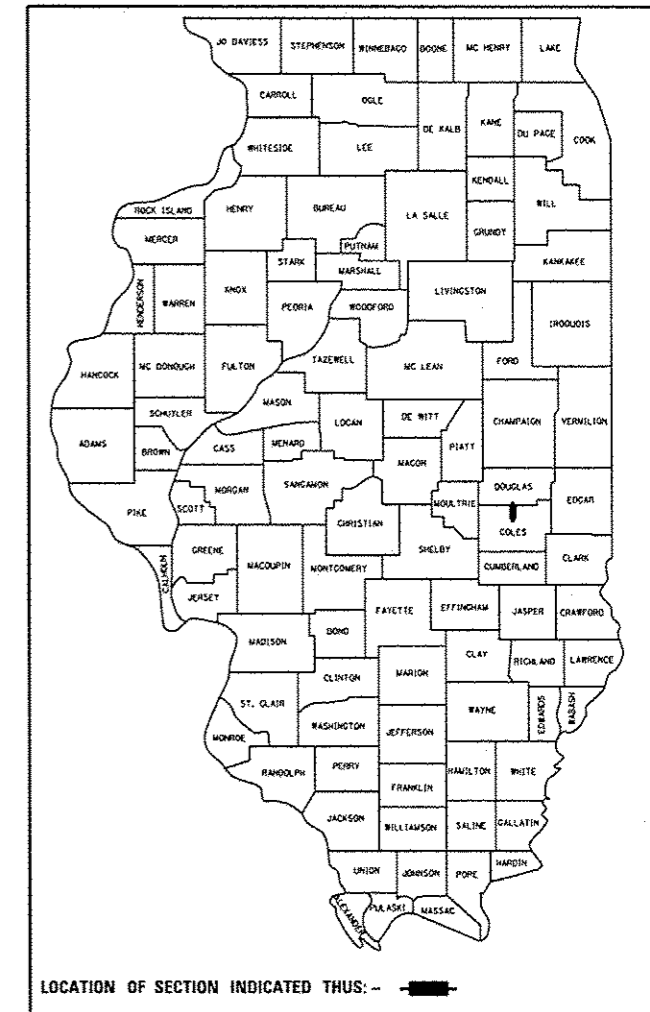 JO DAVIESS STEPHENSON WINNEBAGO BOONE MC HENRY LAKE
CARROLL OGLE DE KALB KANE DU PAGE COOK
WHITESIDE LEE KENDALL WILL
ROCK ISLAND HENRY BUREAU LA SALLE GRUNDY
MERCER PUTNAM KANKAKEE
HENDERSON WARREN KNOX STARK MARSHALL LIVINGSTON
PEORIA WOODFORD IROQUOIS
HANCOCK MC DONOUGH FULTON TAZEWELL MC LEAN FORD
SCHUYLER MASON LOGAN DE WITT CHAMPAIGN VERMILION
ADAMS BROWN CASS MENARD PIATT
MACON
PIKE SCOTT MORGAN SANGAMON CHRISTIAN MOULTRIE DOUGLAS EDGAR
COLES
CALHOUN GREENE MACOUPIN MONTGOMERY SHELBY CUMBERLAND CLARK
JERSEY FAYETTE EFFINGHAM JASPER CRAWFORD
MADISON BOND CLAY RICHLAND LAWRENCE
CLINTON MARION
ST. CLAIR WAYNE EDWARDS WABASH
MONROE WASHINGTON JEFFERSON
RANDOLPH PERRY FRANKLIN HAMILTON WHITE
JACKSON WILLIAMSON SALINE GALLATIN
UNION JOHNSON POPE HARDIN
ALEXANDER PULASKI MASSAC
LOCATION OF SECTION INDICATED THUS: -